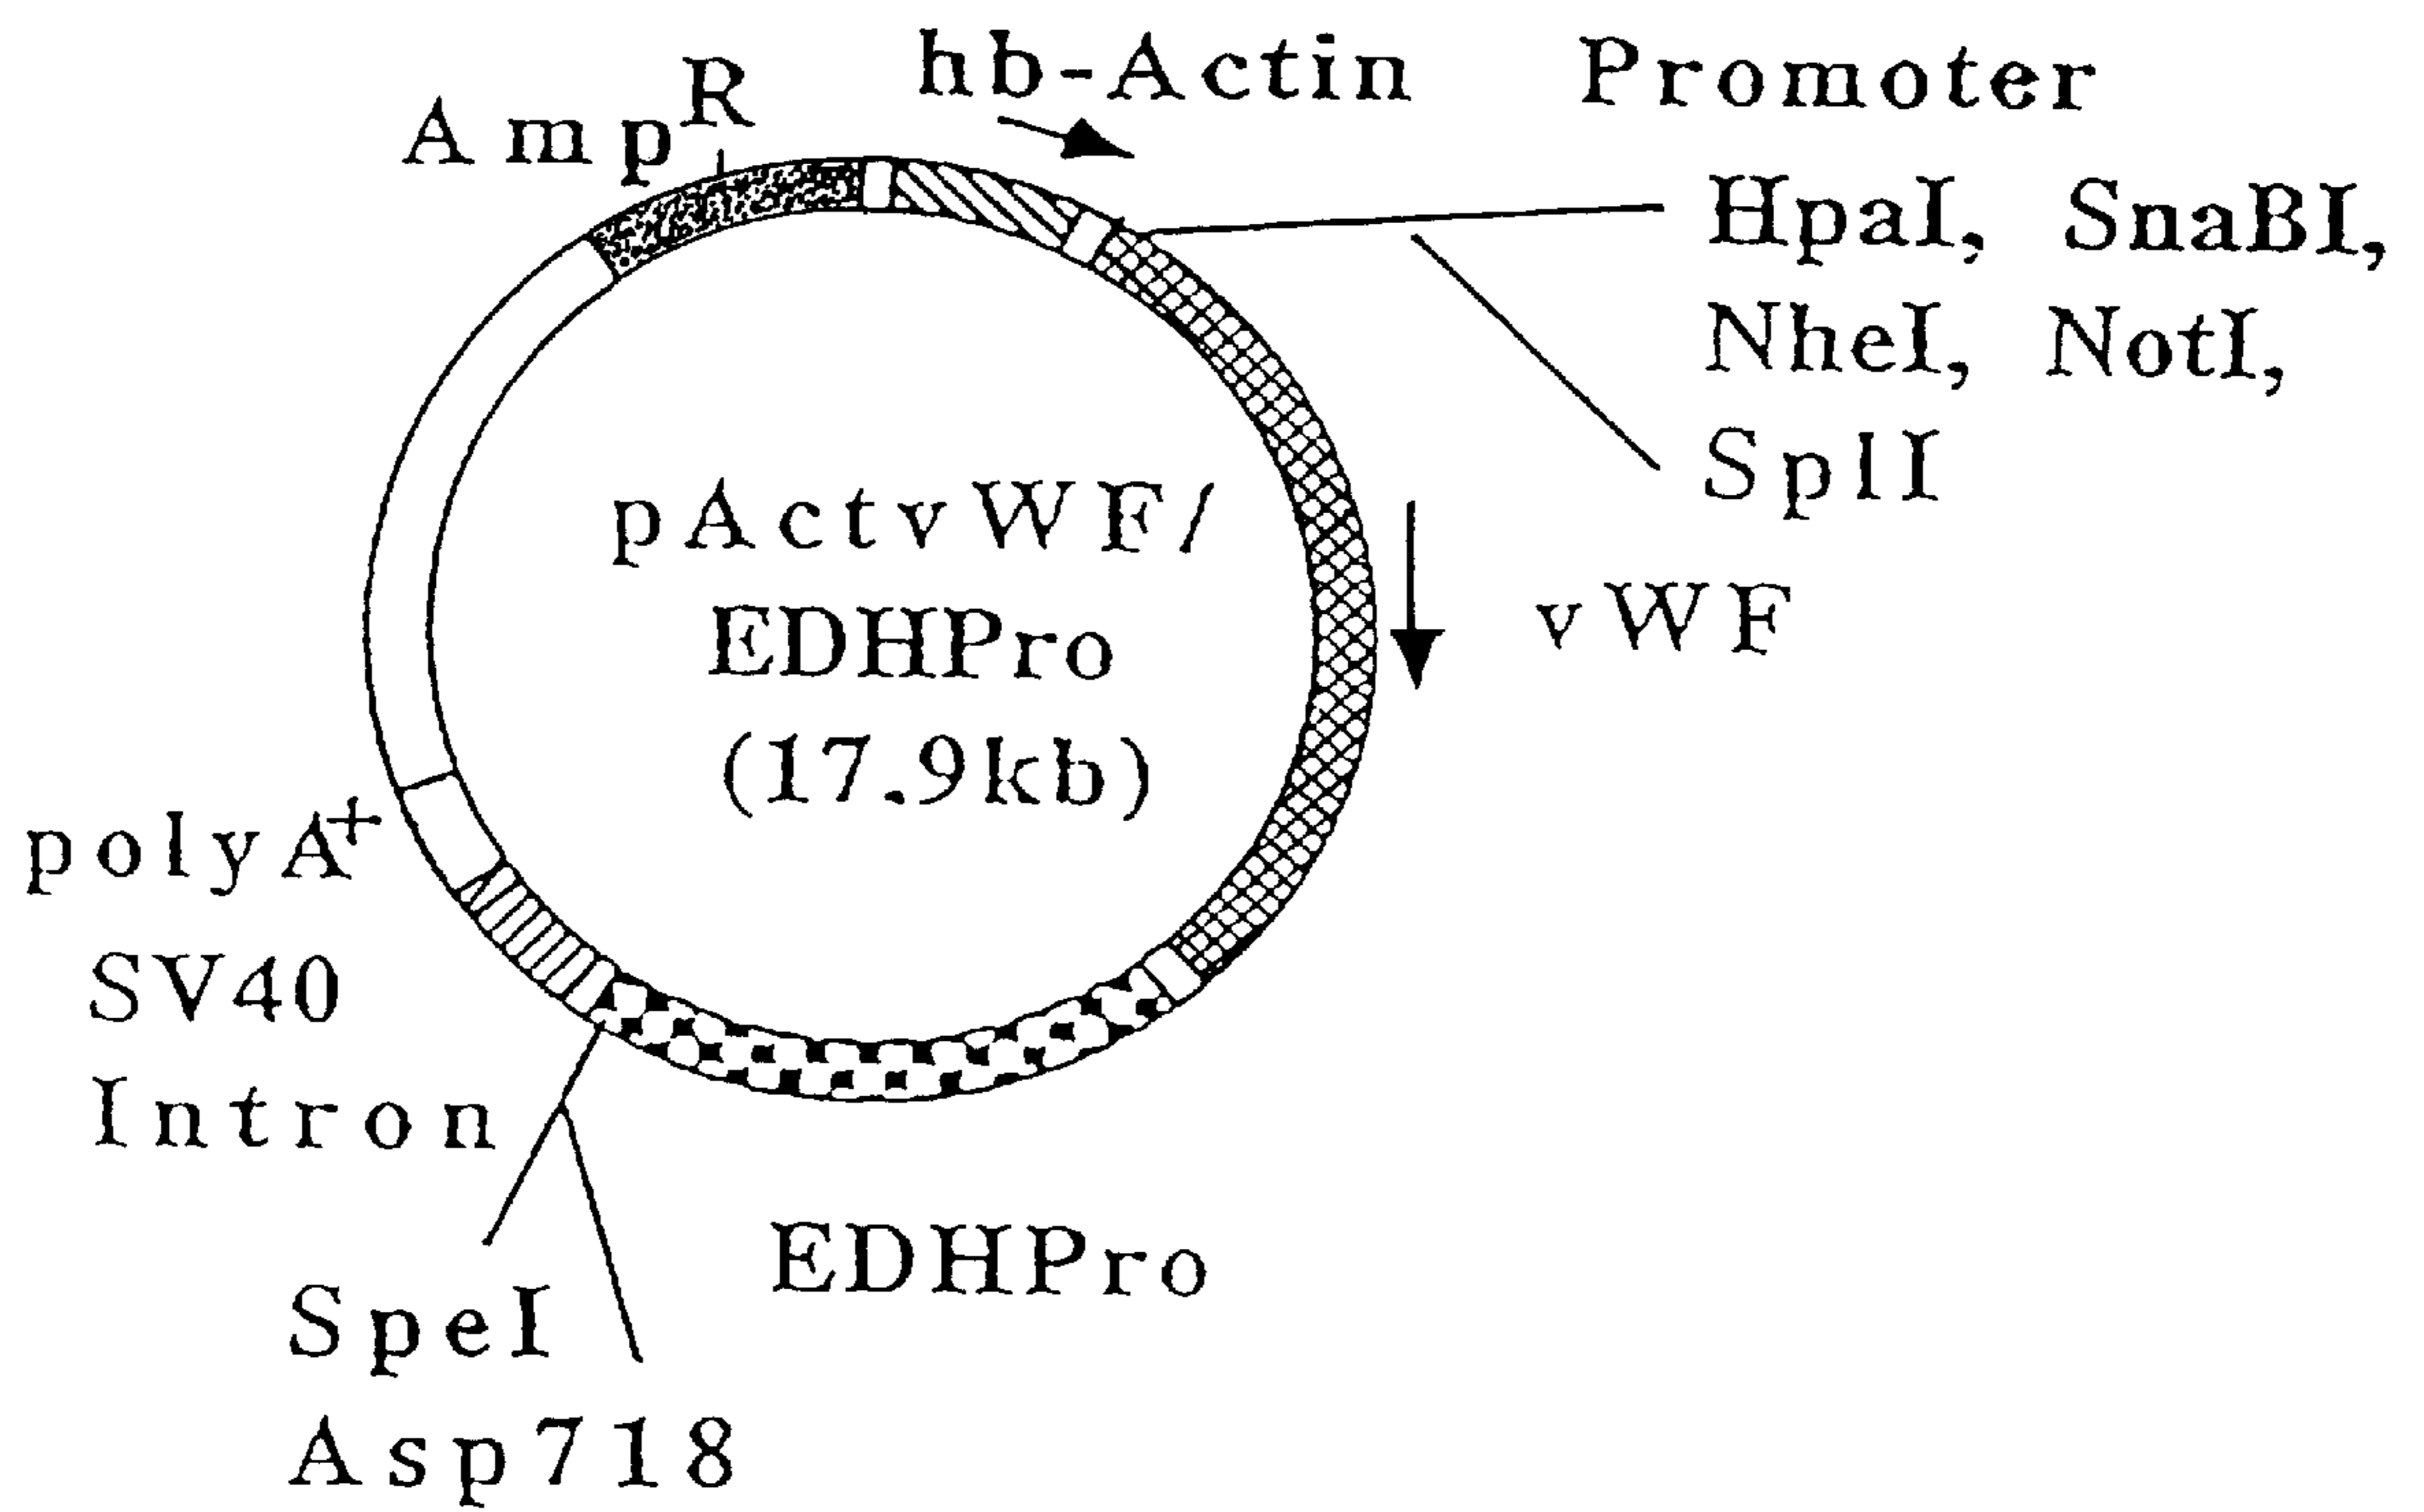 Amp^R
hb-Actin Promoter
HpaI, SnaBI,
NheI, NotI,
SplI
pActvWF/
EDHPro
(17.9kb)
vWF
polyA+
SV40
Intron
SpeI
Asp718
EDHPro